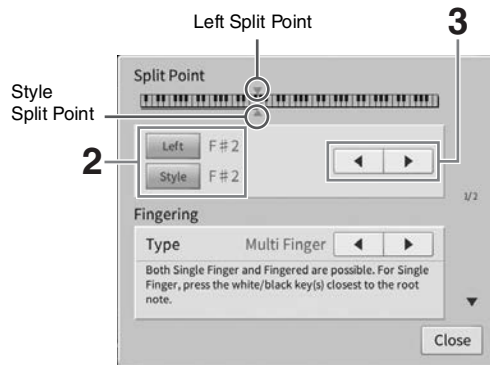 Left Split Point
3
Split Point
Style
Split Point
2
Left F#2
Style F#2
1/2
Fingering
Type Multi Finger
Both Single Finger and Fingered are possible. For Single
Finger, press the white/black key(s) closest to the root
note.
Close